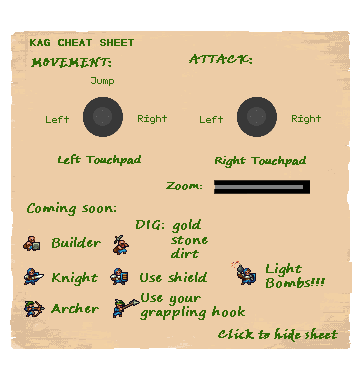 KAG CHEAT SHEET
MOVEMENT:
ATTACK:
Jump
Left
Right
Left
Right
Left Touchpad
Right Touchpad
Zoom:
Coming soon:
DIG: gold
stone
dirt
Builder
Knight
Use shield
Light
Bombs!!!
Archer
Use your
grappling hook
Click to hide sheet